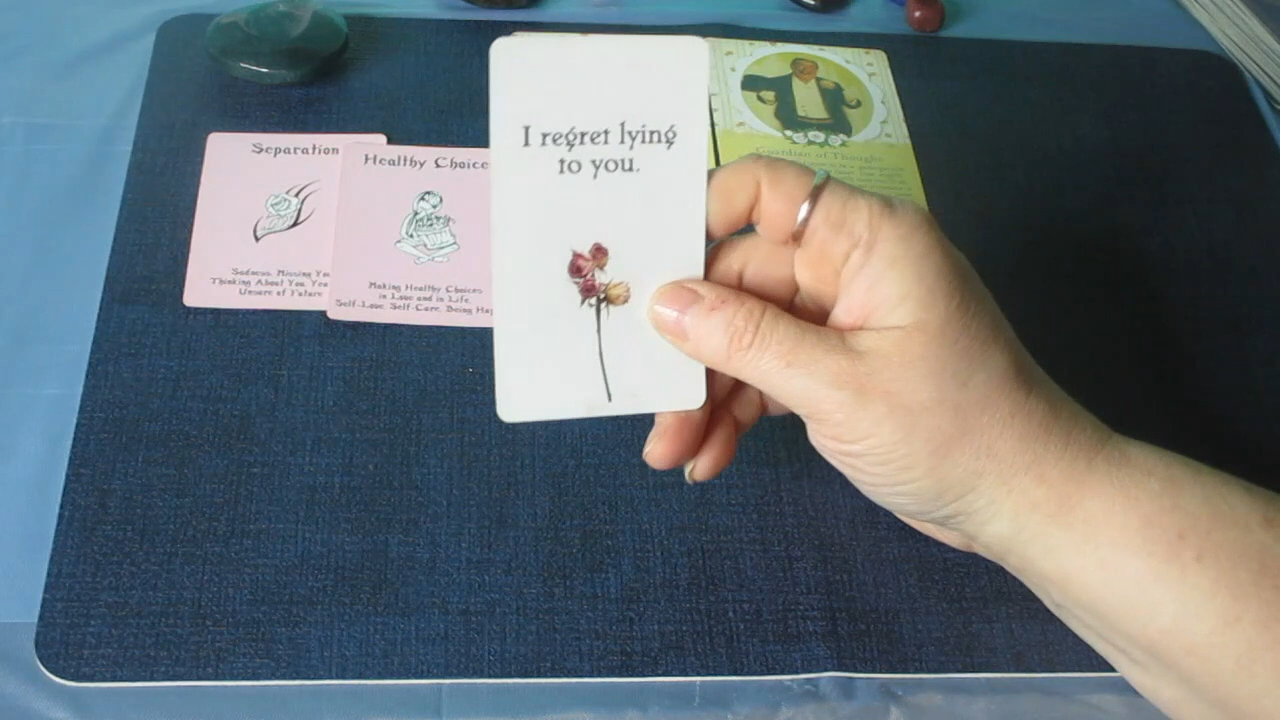 Separation
Sadness, Missing You
Thinking About You
Unsure of Future
Healthy Choice
Making Healthy Choices
in Love and in Life.
Self-Love, Self-Care, Being
I regret lying
to you.
Guardian of Thought